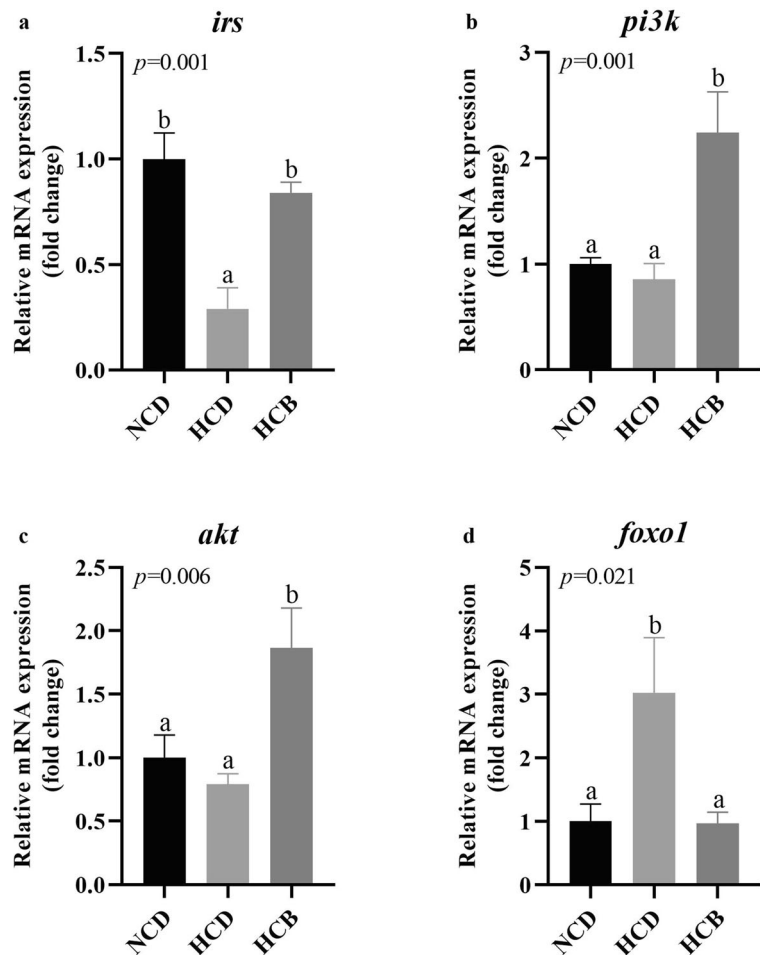 a
irs
Relative mRNA expression
(fold change)
1.5
1.0
0.5
0.0
p=0.001
b
a
b
NCD
HCD
HCB
b
pi3k
Relative mRNA expression
(fold change)
3
2
1
0
p=0.001
a
a
b
NCD
HCD
HCB
c
akt
Relative mRNA expression
(fold change)
2.5
2.0
1.5
1.0
0.5
0.0
p=0.006
a
a
b
NCD
HCD
HCB
d
foxo1
Relative mRNA expression
(fold change)
5
4
3
2
1
0
p=0.021
a
b
a
NCD
HCD
HCB